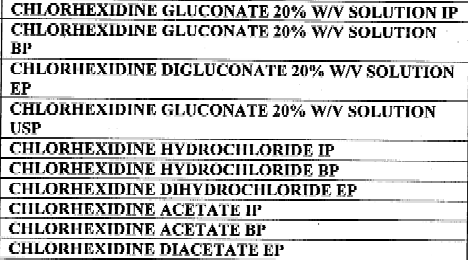 CHLORHEXIDINE GLUCONATE 20% W/V SOLUTION IP
CHLORHEXIDINE GLUCONATE 20% W/V SOLUTION
BP
CHLORHEXIDINE DIGLUCONATE 20% W/V SOLUTION
EP
CHLORHEXIDINE GLUCONATE 20% W/V SOLUTION
USP
CHLORHEXIDINE HYDROCHLORIDE IP
CHLORHEXIDINE HYDROCHLORIDE BP
CHLORHEXIDINE DIHYDROCHLORIDE EP
CHLORHEXIDINE ACETATE IP
CHLORHEXIDINE ACETATE BP
CHLORHEXIDINE DIACETATE EP